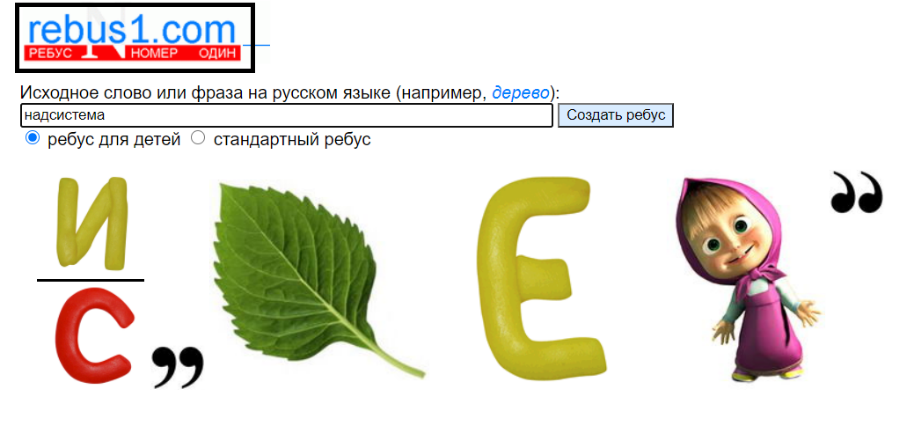 rebus1.com
РЕБУС N НОМЕР ОДИН
Исходное слово или фраза на русском языке (например, дерево):
надсистема Создать ребус
ребус для детей стандартный ребус
И
С ,, Е ,,